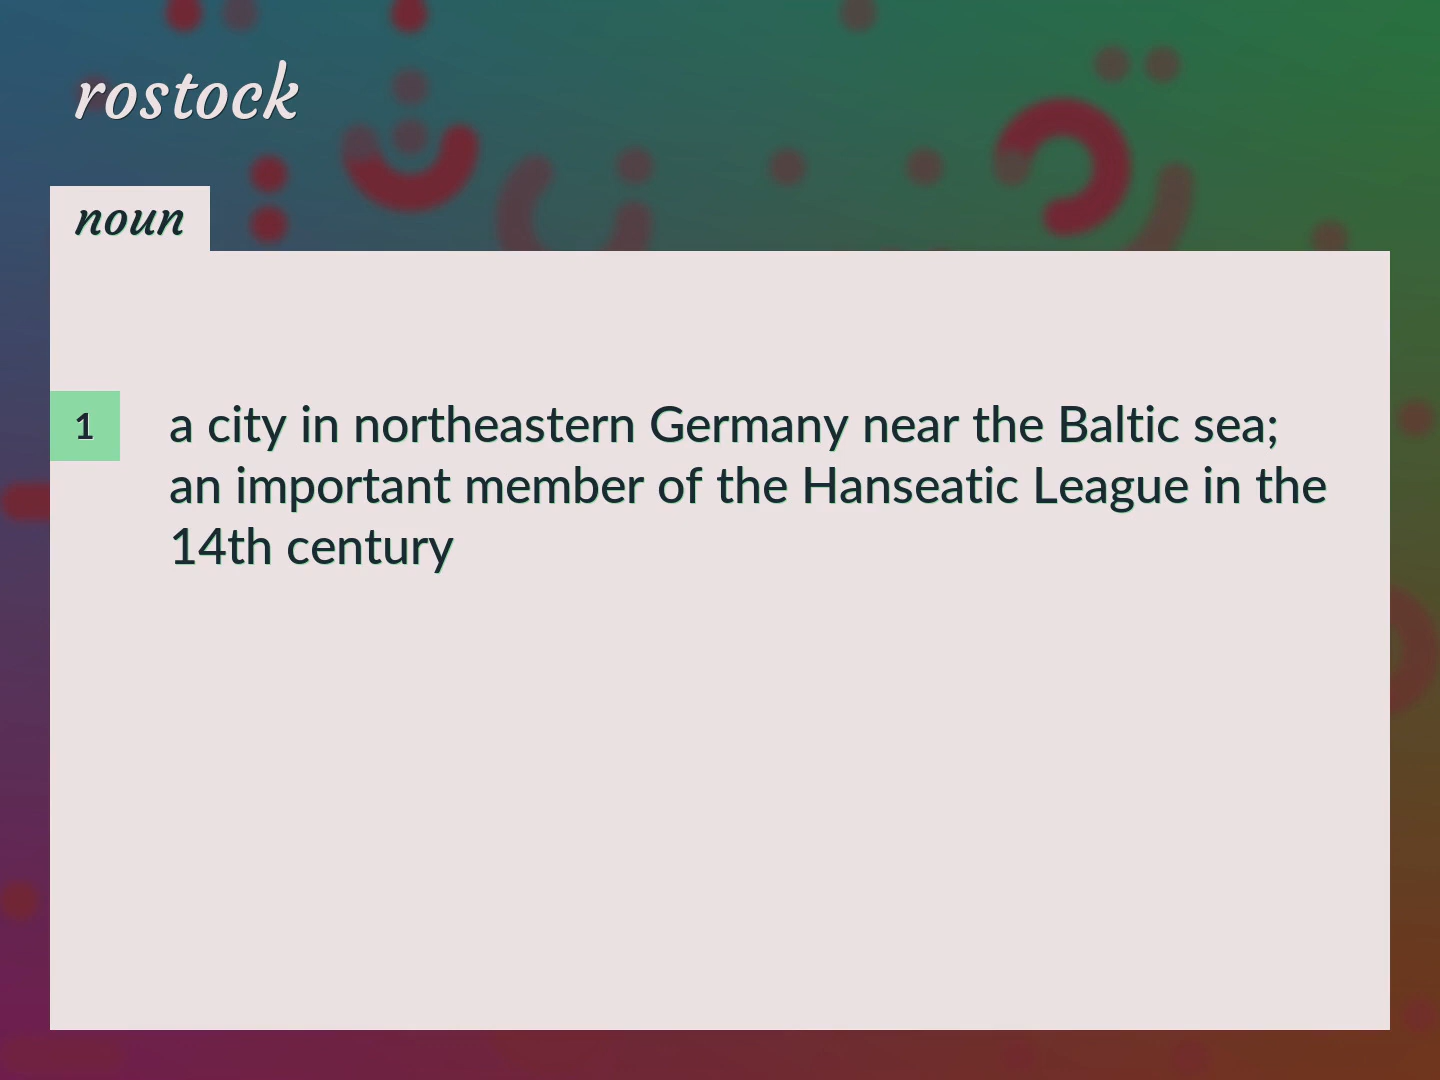 rostock
noun
1
a city in northeastern Germany near the Baltic sea;
an important member of the Hanseatic League in the
14th century